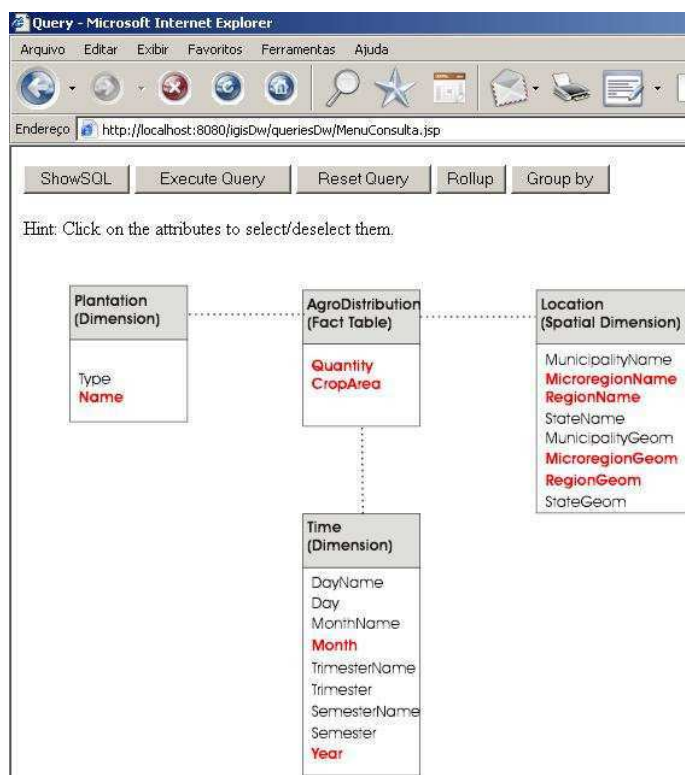 Query - Microsoft Internet Explorer
Arquivo Editar Exibir Favoritos Ferramentas Ajuda
Endereço http://localhost:8080/igisDw/queriesDw/MenuConsulta.jsp
ShowSQL Execute Query Reset Query Rollup Group by
Hint: Click on the attributes to select/deselect them.
Plantation
(Dimension)
Type
Name
AgroDistribution
(Fact Table)
Quantity
CropArea
Location
(Spatial Dimension)
MunicipalityName
MicroregionName
RegionName
StateName
MunicipalityGeom
MicroregionGeom
RegionGeom
StateGeom
Time
(Dimension)
DayName
Day
MonthName
Month
TrimesterName
Trimester
SemesterName
Semester
Year